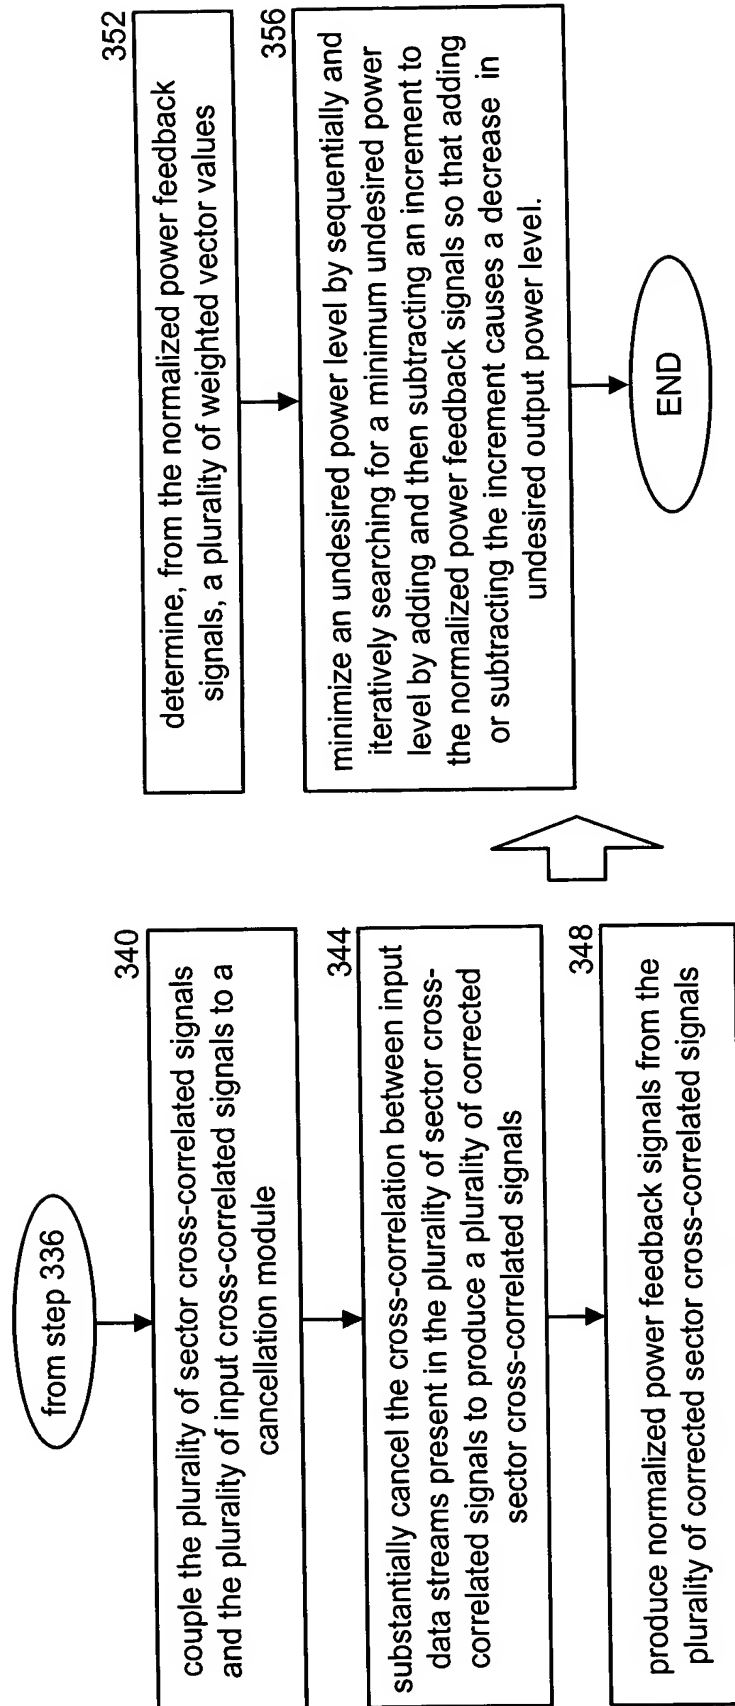 from step 336
340
couple the plurality of sector cross-correlated signals
and the plurality of input cross-correlated signals to a
cancellation module
344
substantially cancel the cross-correlation between input
data streams present in the plurality of sector cross-
correlated signals to produce a plurality of corrected
sector cross-correlated signals
348
produce normalized power feedback signals from the
plurality of corrected sector cross-correlated signals
352
determine, from the normalized power feedback
signals, a plurality of weighted vector values
356
minimize an undesired power level by sequentially and
iteratively searching for a minimum undesired power
level by adding and then subtracting an increment to
the normalized power feedback signals so that adding
or subtracting the increment causes a decrease in
undesired output power level.
END